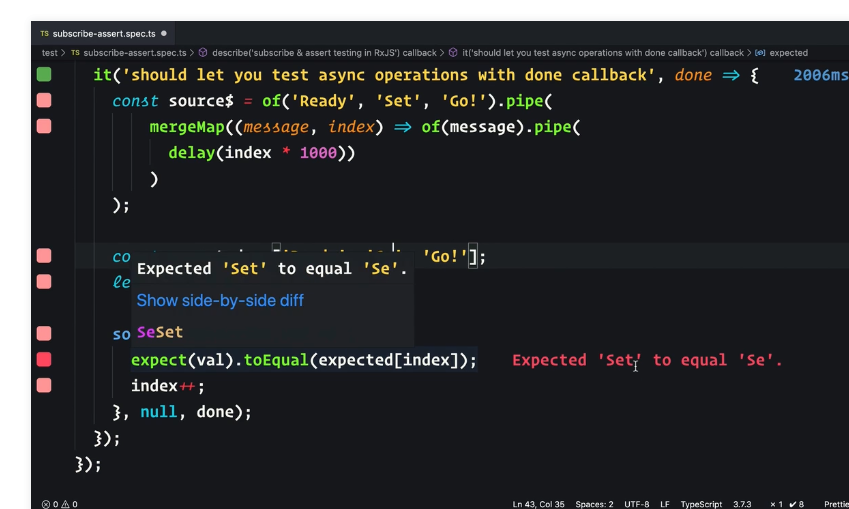 TS subscribe-assert.spec.ts ●
test > TS subscribe-assert.spec.ts > describe('subscribe & assert testing in RxJS') callback > it('should let you test async operations with done callback') callback > expected
it('should let you test async operations with done callback', done ⇒ { 2006ms
const source$ = of('Ready', 'Set', 'Go!').pipe(
mergeMap((message, index) ⇒ of(message).pipe(
delay(index * 1000))
)
);
co 'Go!'];
Expected 'Set' to equal 'Se'.
le
Show side-by-side diff
so SeSet
expect(val).toEqual(expected[index]); Expected 'Set' to equal 'Se'.
index++;
}, null, done);
});
});
0 0 Ln 43, Col 35 Spaces: 2 UTF-8 LF TypeScript 3.7.3 × 1 ✔ 8 Prettie